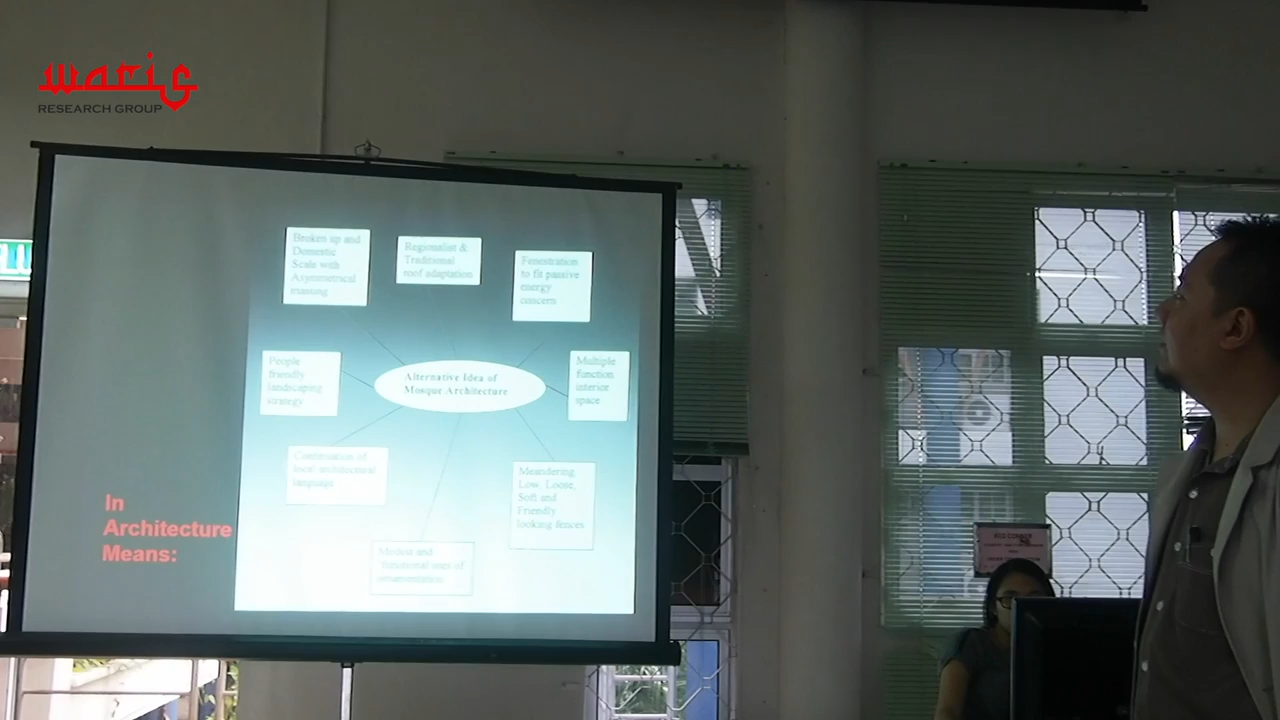 waris
RESEARCH GROUP
Broken up and
Domestic
Scale with
Asymmetrical
massing
Regionalist &
Traditional
roof adaptation
Fenestration
to fit passive
energy
concern
People
friendly
landscaping
strategy
Alternative Idea of
Mosque Architecture
Multiple
function
interior
space
Continuation of
local architectural
language
Meandering,
Low, Loose,
Soft and
Friendly
looking fences
Modest and
functional uses of
ornamentation
In
Architecture
Means: